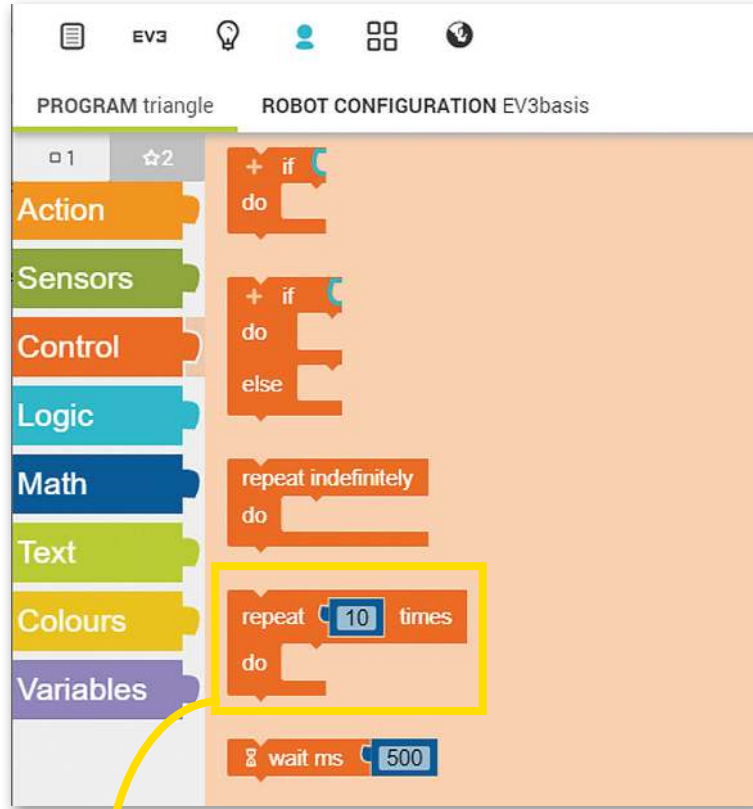 EV3
PROGRAM triangle ROBOT CONFIGURATION EV3basis
1 2
Action
Sensors
Control
Logic
Math
Text
Colours
Variables
+ if
do
+ if
do
else
repeat indefinitely
do
repeat 10 times
do
wait ms 500